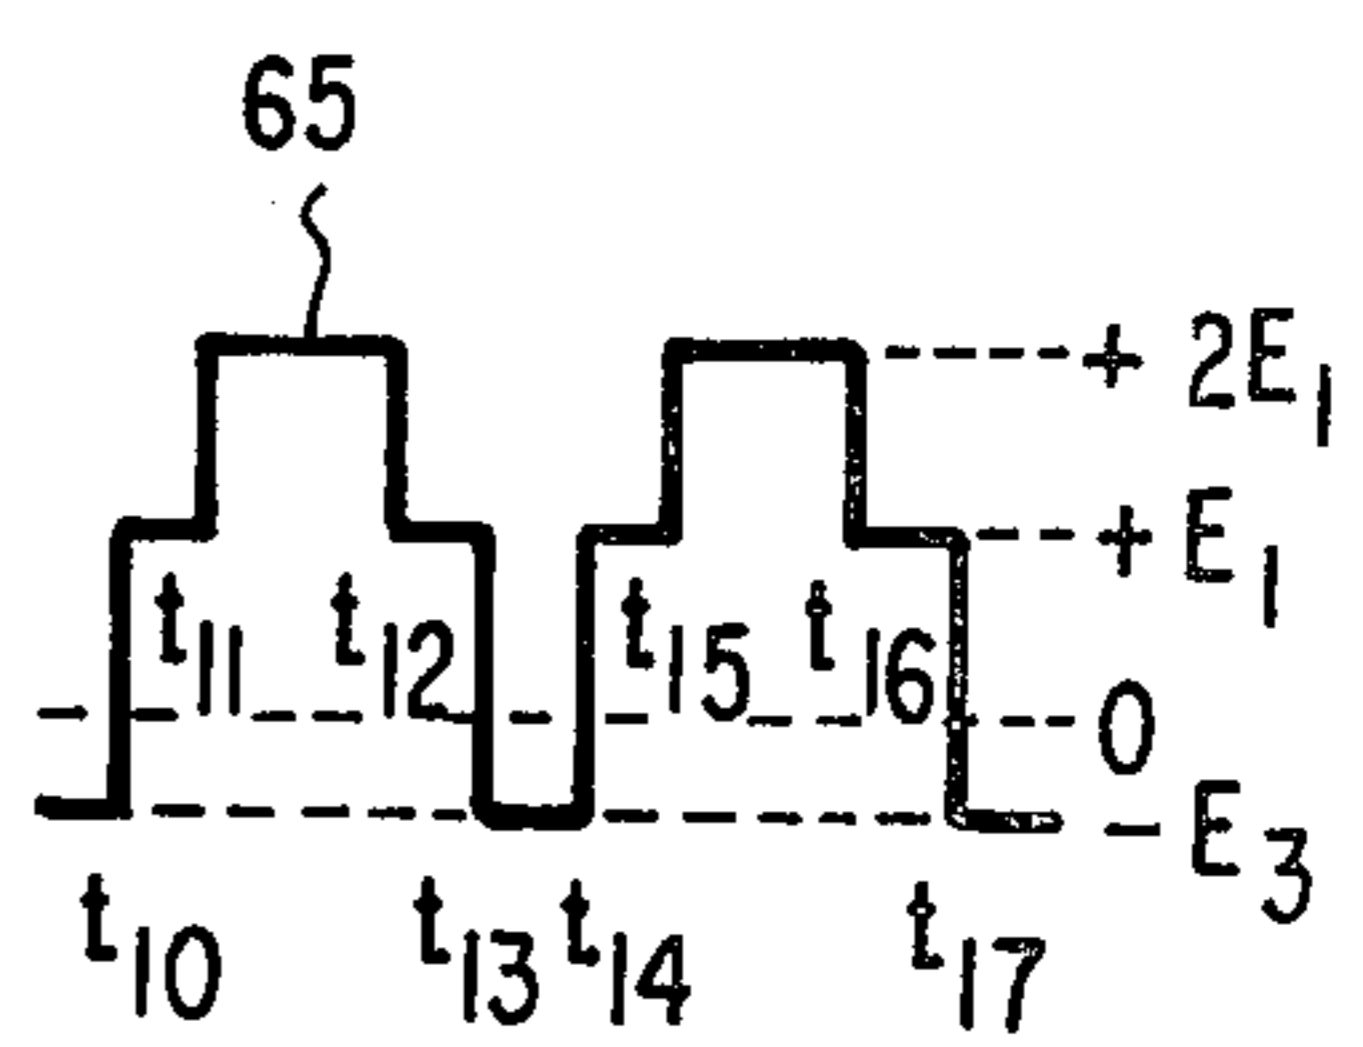 65
+ 2E₁
+ E₁
t₁₁ t₁₂ t₁₅ t₁₆
0
- E₃
t₁₀ t₁₃ t₁₄ t₁₇